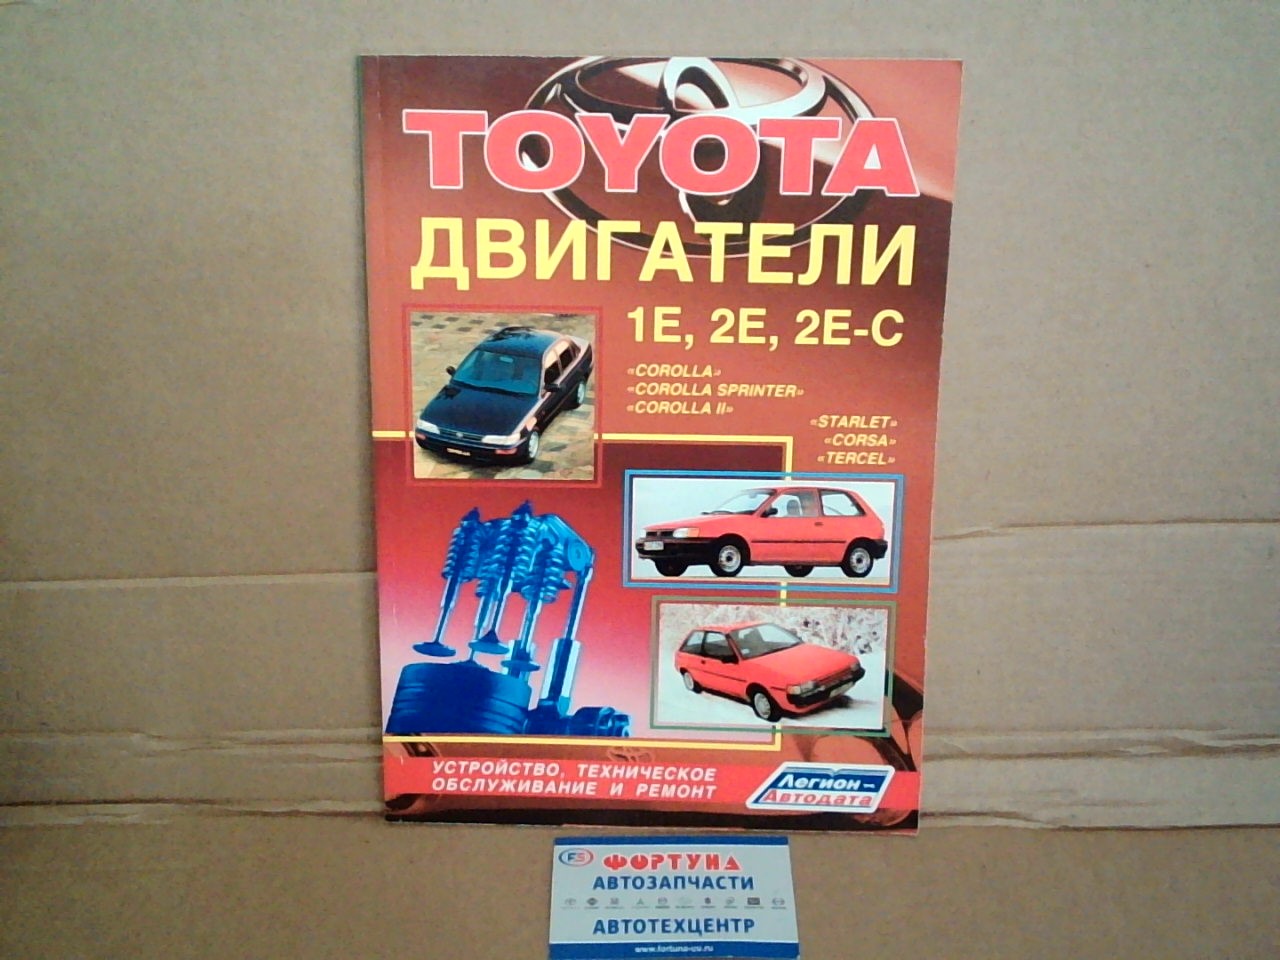 TOYOTA
ДВИГАТЕЛИ
1E, 2E, 2E-C
«COROLLA»
«COROLLA SPRINTER»
«COROLLA II»
«STARLET»
«CORSA»
«TERCEL»
УСТРОЙСТВО, ТЕХНИЧЕСКОЕ
ОБСЛУЖИВАНИЕ И РЕМОНТ
Легион-
Автодата
ФОРТУНА
АВТОЗАПЧАСТИ
АВТОТЕХЦЕНТР